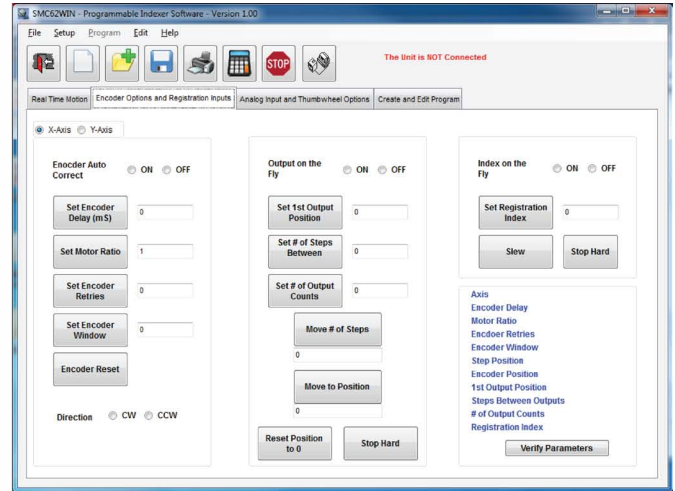 SMC62WIN - Programmable Indexer Software - Version 1.00
File Setup Program Edit Help
STOP
The Unit is NOT Connected
Real Time Motion Encoder Options and Registration Inputs Analog Input and Thumbwheel Options Create and Edit Program
X-Axis Y-Axis
Enocder Auto
Correct
ON OFF
Set Encoder
Delay (mS)
0
Set Motor Ratio
1
Set Encoder
Retries
0
Set Encoder
Window
0
Encoder Reset
Direction CW CCW
Output on the
Fly
ON OFF
Set 1st Output
Position
0
Set # of Steps
Between
0
Set # of Output
Counts
0
Move # of Steps
0
Move to Position
0
Reset Position
to 0
Stop Hard
Index on the
Fly
ON OFF
Set Registration
Index
0
Slew
Stop Hard
Axis
Encoder Delay
Motor Ratio
Encdoer Retries
Encoder Window
Step Position
Encoder Position
1st Output Position
Steps Between Outputs
# of Output Counts
Registration Index
Verify Parameters